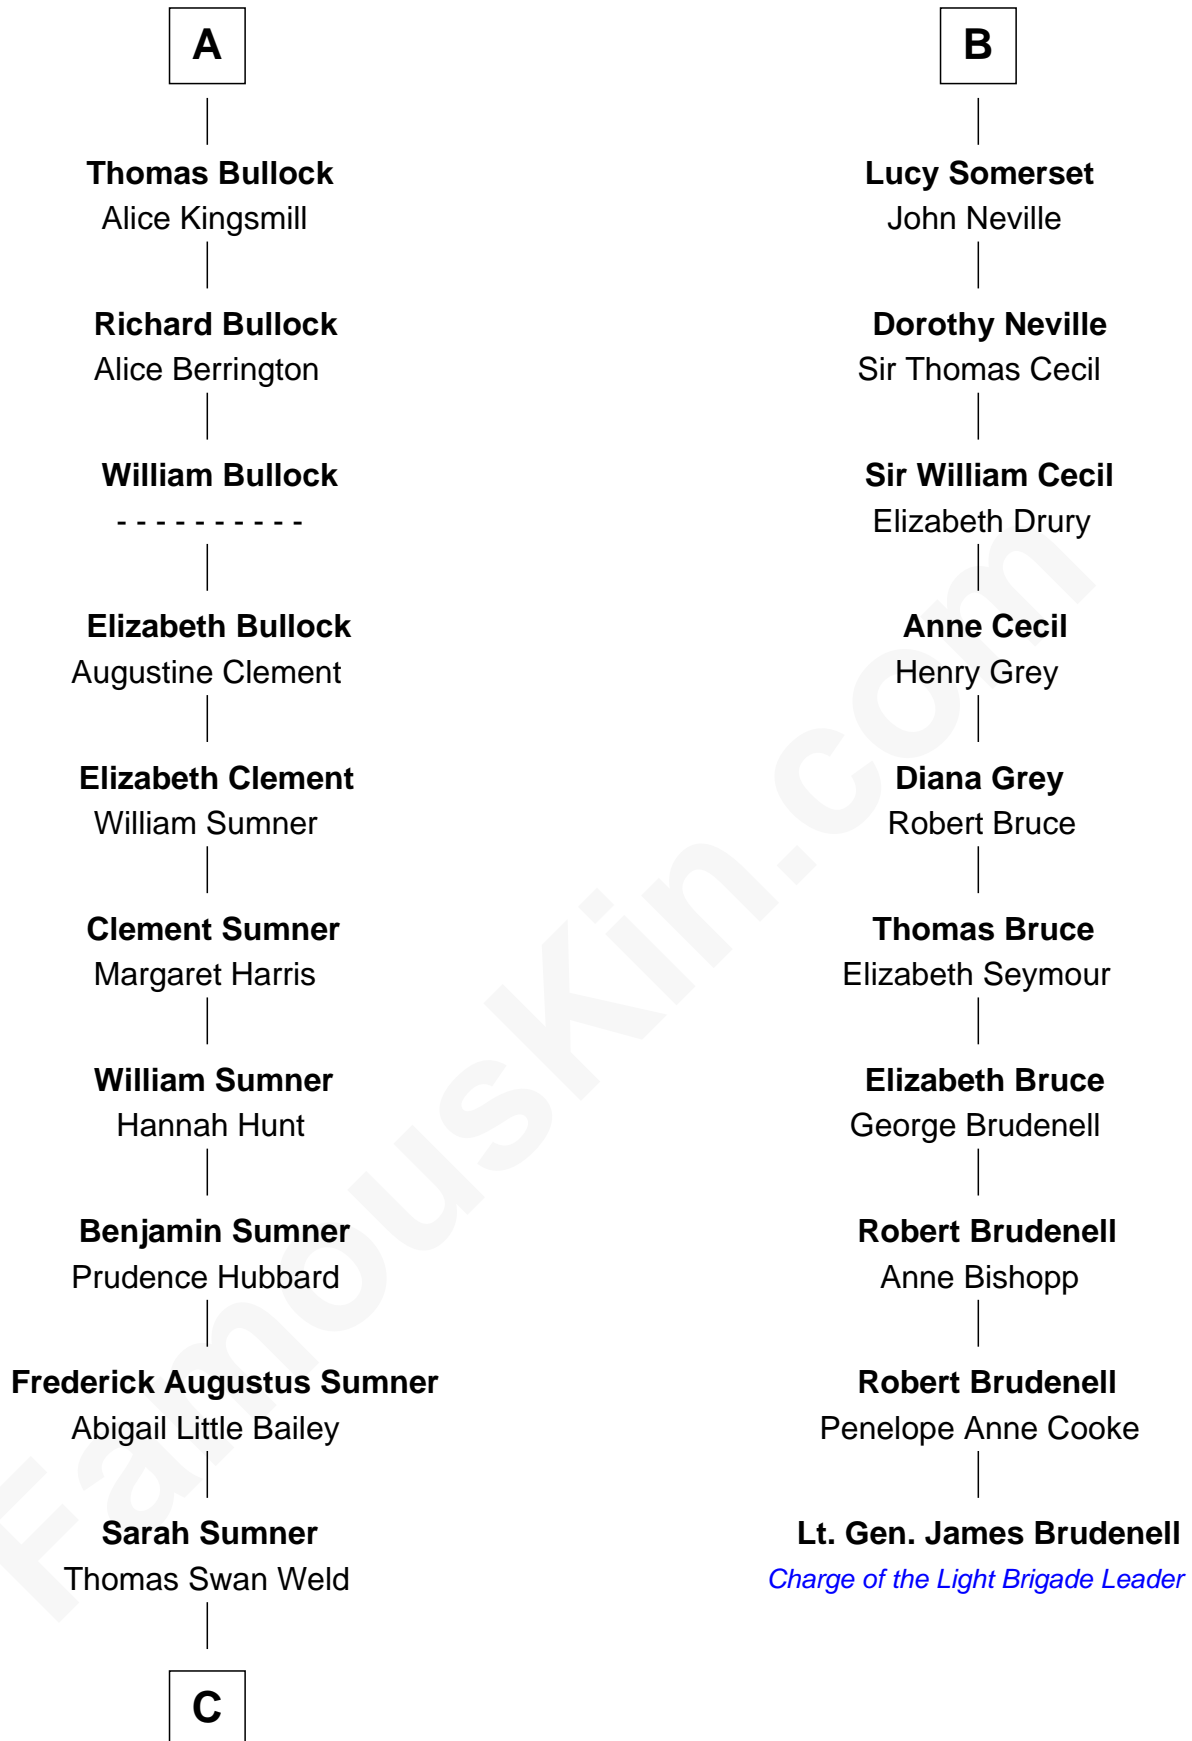 A
Thomas Bullock
Alice Kingsmill
Richard Bullock
Alice Berrington
William Bullock
- - - - - - - - - -
Elizabeth Bullock
Augustine Clement
Elizabeth Clement
William Sumner
Clement Sumner
Margaret Harris
William Sumner
Hannah Hunt
Benjamin Sumner
Prudence Hubbard
Frederick Augustus Sumner
Abigail Little Bailey
Sarah Sumner
Thomas Swan Weld
C
B
Lucy Somerset
John Neville
Dorothy Neville
Sir Thomas Cecil
Sir William Cecil
Elizabeth Drury
Anne Cecil
Henry Grey
Diana Grey
Robert Bruce
Thomas Bruce
Elizabeth Seymour
Elizabeth Bruce
George Brudenell
Robert Brudenell
Anne Bishopp
Robert Brudenell
Penelope Anne Cooke
Lt. Gen. James Brudenell
Charge of the Light Brigade Leader
FamousKin.com